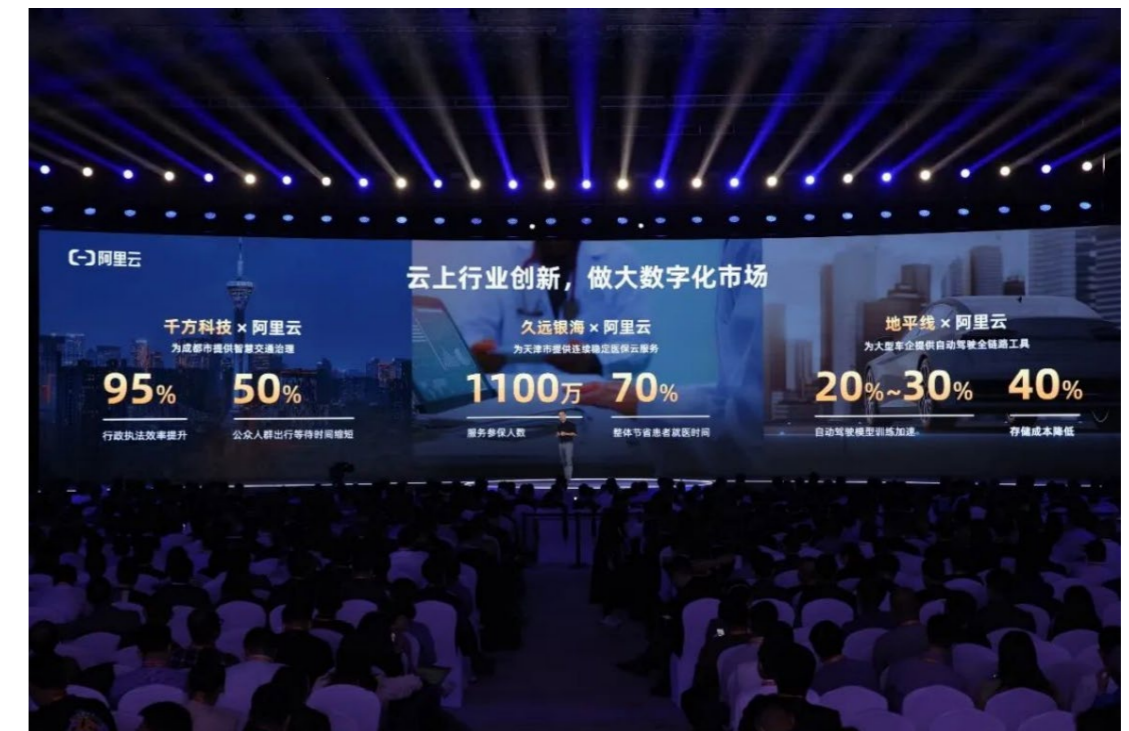 阿里云
云上行业创新，做大数字化市场
千方科技 × 阿里云
为成都市提供智慧交通治理
95% 50%
行政执法效率提升 公众人群出行等待时间缩短
久远银海 × 阿里云
为天津市提供连续稳定医保云服务
1100万 70%
服务参保人数 整体节省患者就医时间
地平线 × 阿里云
为大型车企提供自动驾驶全链路工具
20%~30% 40%
自动驾驶模型训练加速 存储成本降低